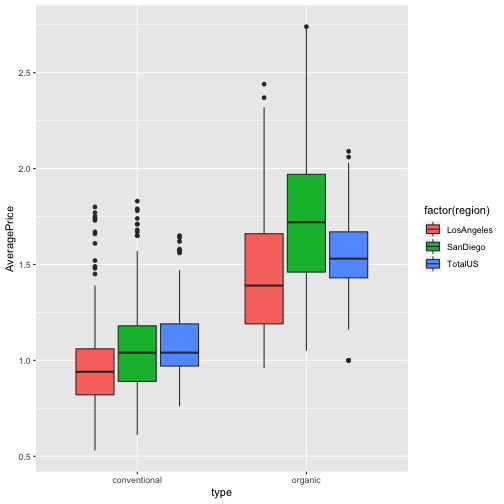 AveragePrice
2.5
2.0
1.5
1.0
0.5
conventional
organic
type
factor(region)
LosAngeles
SanDiego
TotalUS